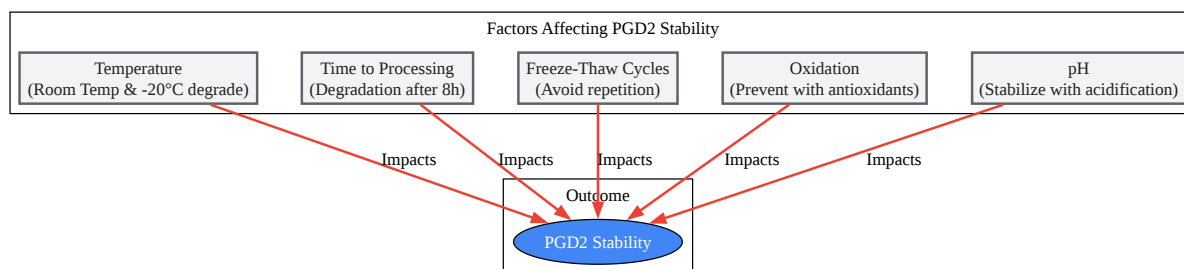 Factors Affecting PGD2 Stability
Temperature
(Room Temp & -20°C degrade)
Time to Processing
(Degradation after 8h)
Freeze-Thaw Cycles
(Avoid repetition)
Oxidation
(Prevent with antioxidants)
pH
(Stabilize with acidification)
Impacts
Impacts
Impacts
Impacts
Impacts
Outcome
PGD2 Stability